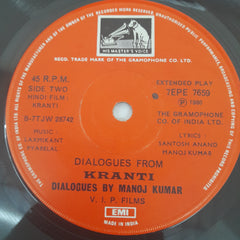 HIS MASTER'S VOICE
REGD. TRADE MARK OF THE GRAMOPHONE CO. LTD.
45 R.P.M.
SIDE TWO
HINDI FILM :
KRANTI
B-7TJW 28742
MUSIC :
LAXMIKANT
PYARELAL
EXTENDED PLAY
7EPE 7659
℗ 1980
THE GRAMOPHONE
CO. OF INDIA LTD.
LYRICS :
SANTOSH ANAND
MANOJ KUMAR
DIALOGUES FROM
KRANTI
DIALOGUES BY MANOJ KUMAR
V. I. P. FILMS
EMI
MADE IN INDIA